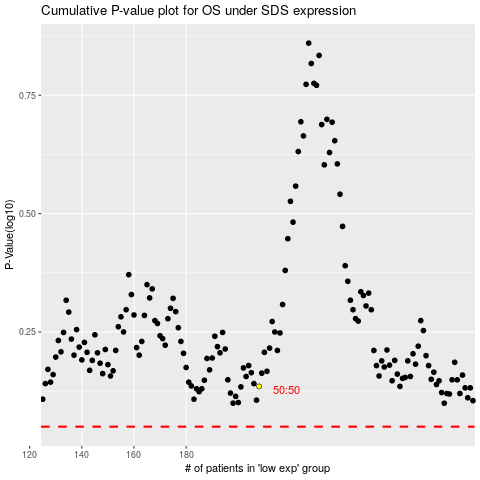 Cumulative P-value plot for OS under SDS expression
P-Value(log10)
0.75
0.50
0.25
50:50
120 140 160 180
# of patients in 'low exp' group